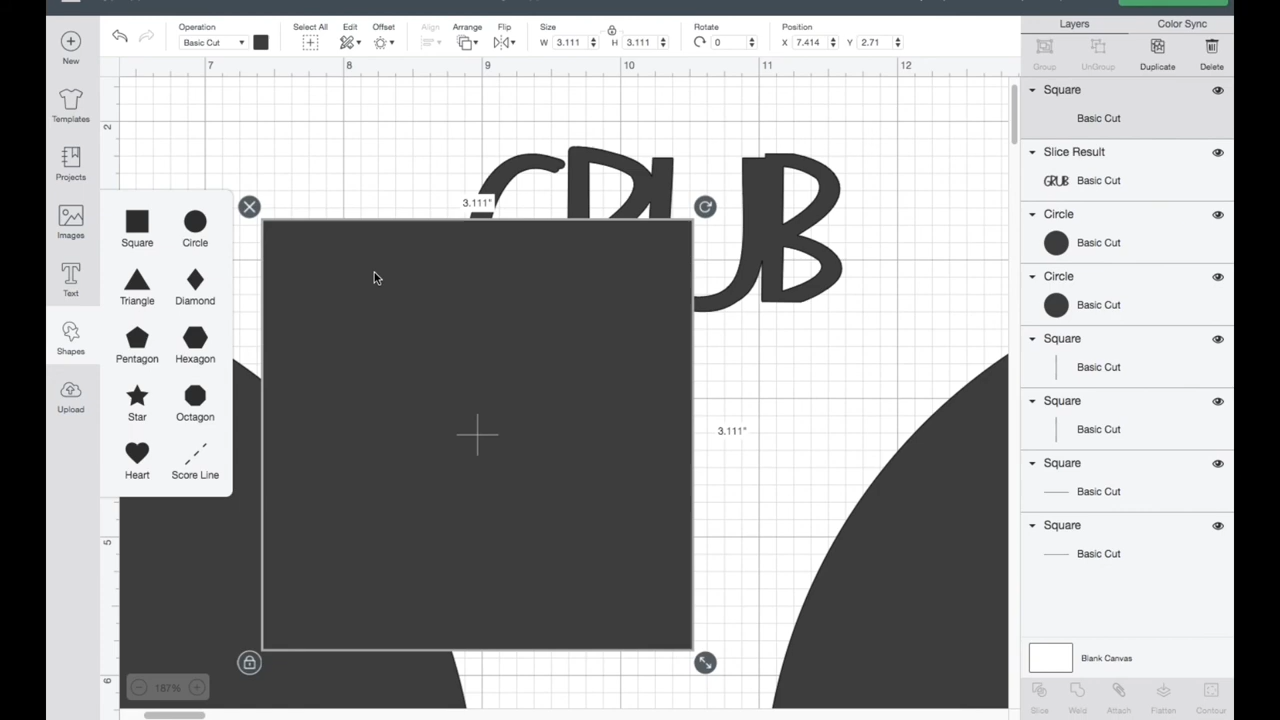 Operation
Select All
Edit
Offset
Align
Arrange
Flip
Size
Rotate
Position
Basic Cut
W 3.111
H 3.111
0
X 7.414
Y 2.71
Layers
Color Sync
Group
UnGroup
Duplicate
Delete
New
Templates
Projects
Images
Text
Shapes
Upload
Square
Circle
Triangle
Diamond
Pentagon
Hexagon
Star
Octagon
Heart
Score Line
7
8
9
10
11
12
2
5
6
GRUB
3.111"
3.111"
187%
Square
Basic Cut
Slice Result
GRUB
Basic Cut
Circle
Basic Cut
Circle
Basic Cut
Square
Basic Cut
Square
Basic Cut
Square
Basic Cut
Square
Basic Cut
Blank Canvas
Slice
Weld
Attach
Flatten
Contour